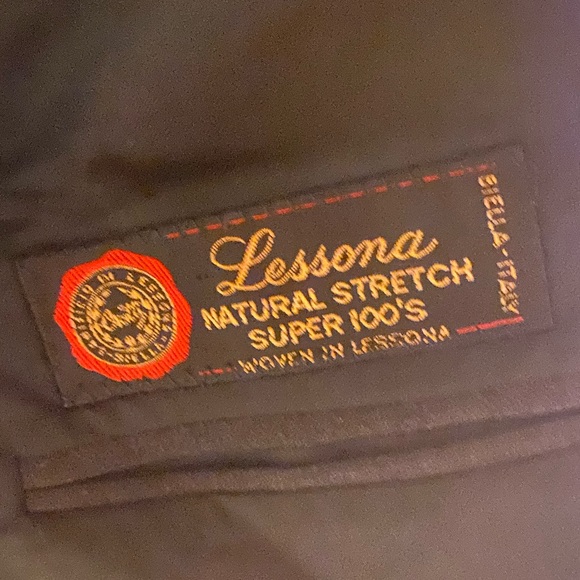 Lessona
NATURAL STRETCH
SUPER 100'S
WOVEN IN LESSONA
BIELLA - ITALY